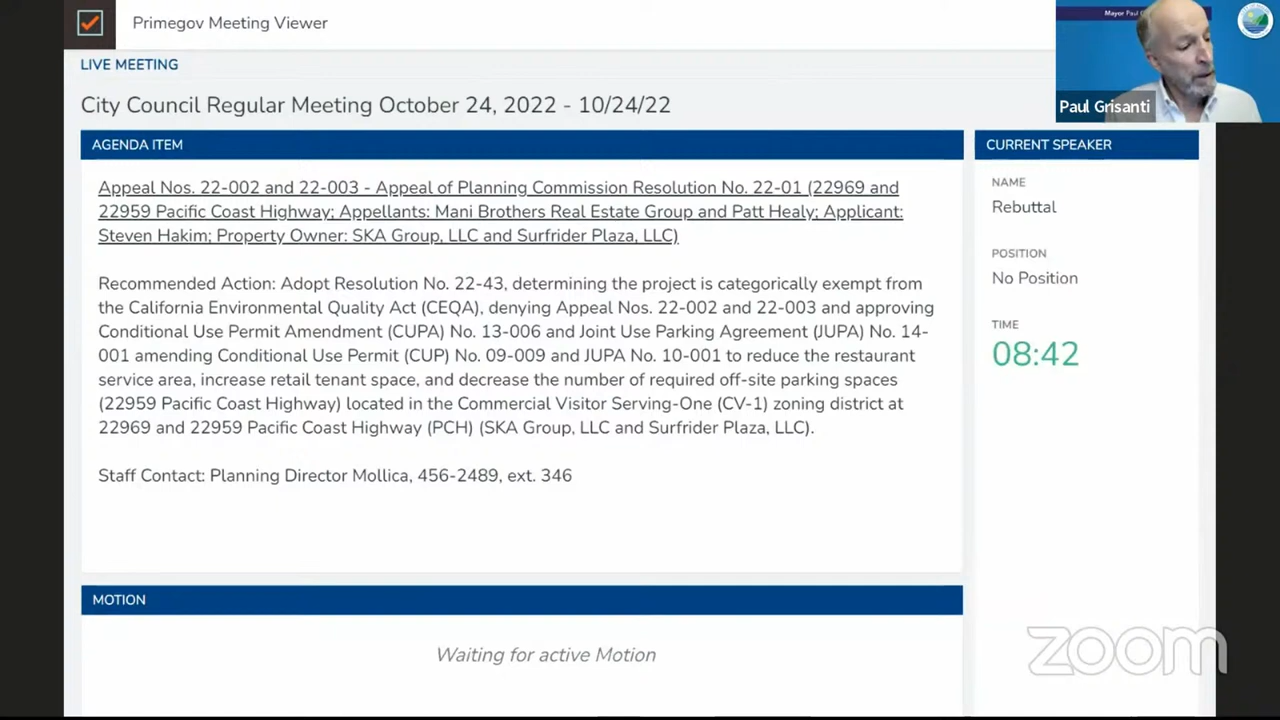 Primegov Meeting Viewer
Mayor Paul
Paul Grisanti
LIVE MEETING
City Council Regular Meeting October 24, 2022 - 10/24/22
AGENDA ITEM
Appeal Nos. 22-002 and 22-003 - Appeal of Planning Commission Resolution No. 22-01 (22969 and
22959 Pacific Coast Highway; Appellants: Mani Brothers Real Estate Group and Patt Healy; Applicant:
Steven Hakim; Property Owner: SKA Group, LLC and Surfrider Plaza, LLC)
Recommended Action: Adopt Resolution No. 22-43, determining the project is categorically exempt from
the California Environmental Quality Act (CEQA), denying Appeal Nos. 22-002 and 22-003 and approving
Conditional Use Permit Amendment (CUPA) No. 13-006 and Joint Use Parking Agreement (JUPA) No. 14-
001 amending Conditional Use Permit (CUP) No. 09-009 and JUPA No. 10-001 to reduce the restaurant
service area, increase retail tenant space, and decrease the number of required off-site parking spaces
(22959 Pacific Coast Highway) located in the Commercial Visitor Serving-One (CV-1) zoning district at
22969 and 22959 Pacific Coast Highway (PCH) (SKA Group, LLC and Surfrider Plaza, LLC).
Staff Contact: Planning Director Mollica, 456-2489, ext. 346
MOTION
Waiting for active Motion
CURRENT SPEAKER
NAME
Rebuttal
POSITION
No Position
TIME
08:42
zoom